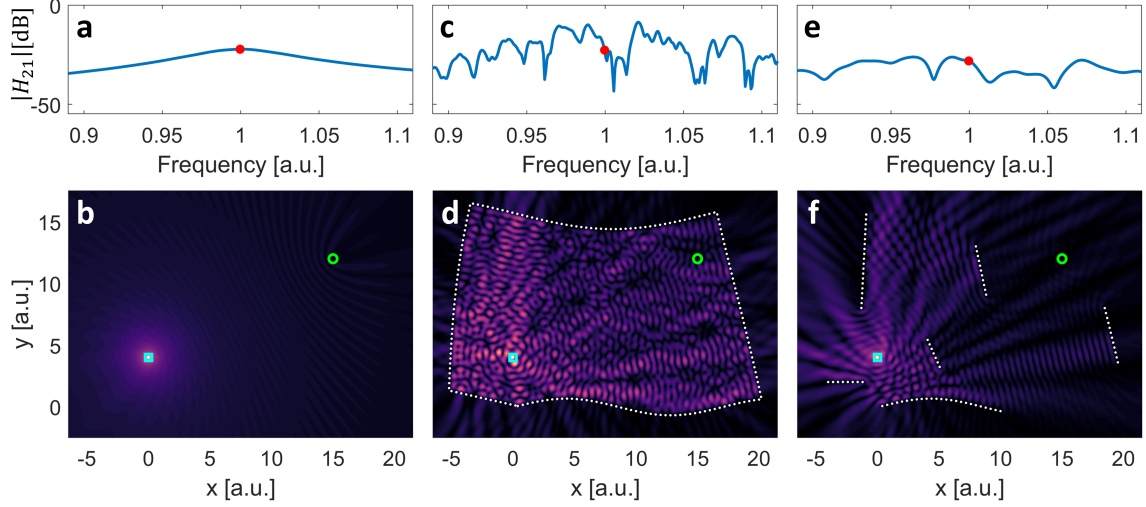 a c e
|H21| [dB]
0
-50
0.9 0.95 1 1.05 1.1
0.9 0.95 1 1.05 1.1
0.9 0.95 1 1.05 1.1
Frequency [a.u.] Frequency [a.u.] Frequency [a.u.]
b d f
y [a.u.]
15
10
5
0
-5 0 5 10 15 20
-5 0 5 10 15 20
-5 0 5 10 15 20
x [a.u.] x [a.u.] x [a.u.]